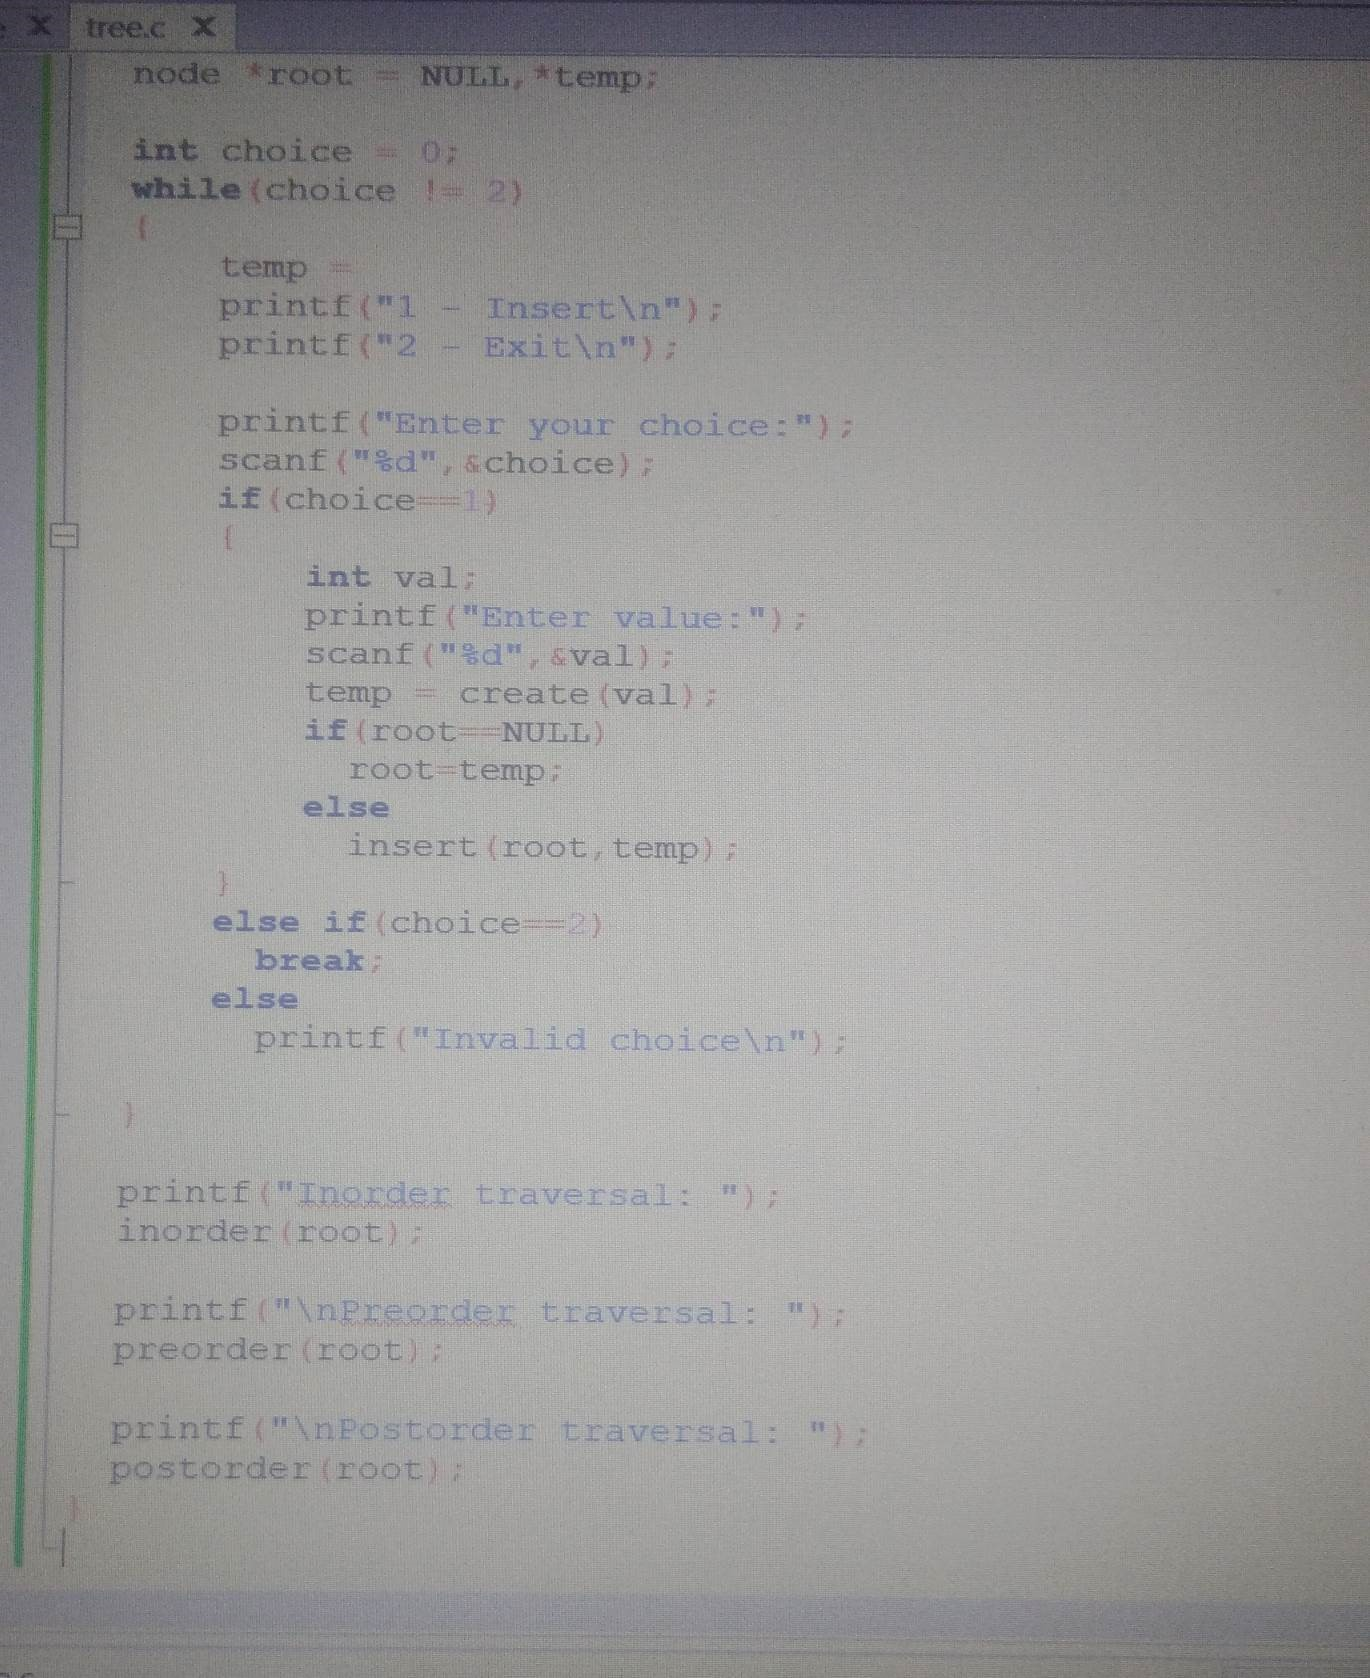 tree.c X
node *root = NULL,*temp;
int choice = 0;
while(choice != 2)
{
temp =
printf("1 - Insert\n");
printf("2 - Exit\n");
printf("Enter your choice:");
scanf("%d",&choice);
if(choice==1)
{
int val;
printf("Enter value:");
scanf("%d",&val);
temp = create(val);
if(root==NULL)
root=temp;
else
insert(root,temp);
}
else if(choice==2)
break;
else
printf("Invalid choice\n");
}
printf("Inorder traversal: ");
inorder(root);
printf("\nPreorder traversal: ");
preorder(root);
printf("\nPostorder traversal: ");
postorder(root);
}